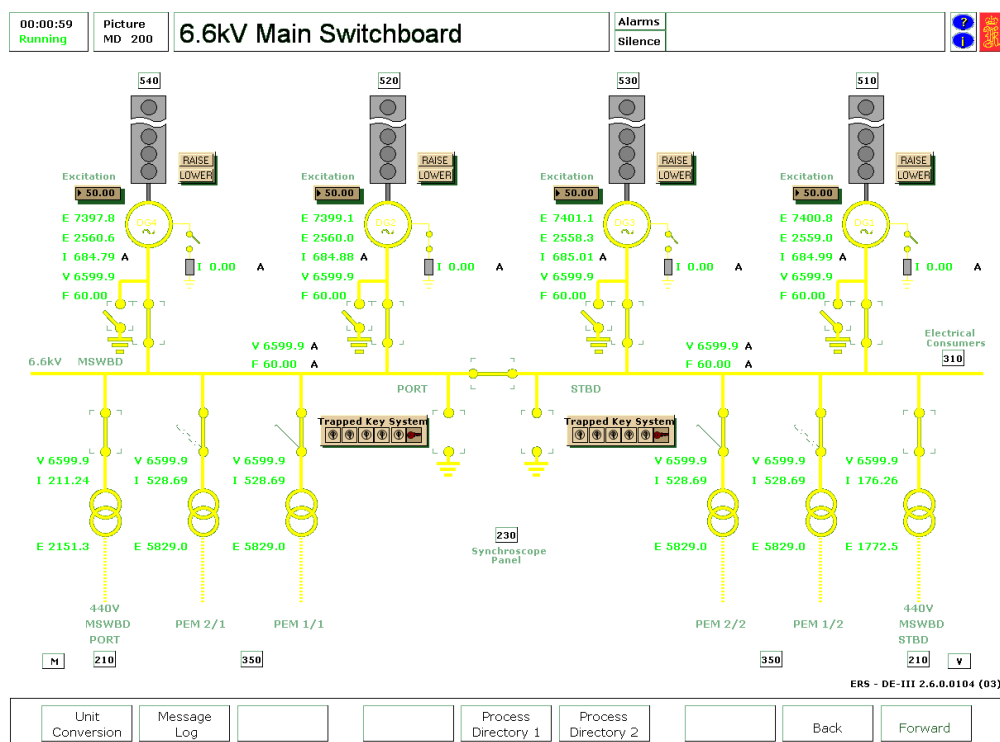 00:00:59
Running
Picture
MD 200
6.6kV Main Switchboard
Alarms
Silence
?
i
540
520
530
510
RAISE
LOWER
RAISE
LOWER
RAISE
LOWER
RAISE
LOWER
Excitation
50.00
Excitation
50.00
Excitation
50.00
Excitation
50.00
E 7397.8
E 2560.6
I 684.79 A
V 6599.9
F 60.00
DG4
I 0.00 A
E 7399.1
E 2560.0
I 684.88 A
V 6599.9
F 60.00
DG2
I 0.00 A
E 7401.1
E 2558.3
I 685.01 A
V 6599.9
F 60.00
I 0.00 A
E 7400.8
E 2559.0
I 684.99 A
V 6599.9
F 60.00
I 0.00 A
V 6599.9 A
F 60.00 A
V 6599.9 A
F 60.00 A
Electrical
Consumers
310
6.6kV MSWBD
PORT
STBD
Trapped Key System
Trapped Key System
V 6599.9
I 211.24
E 2151.3
V 6599.9
I 528.69
E 5829.0
V 6599.9
I 528.69
E 5829.0
V 6599.9
I 528.69
E 5829.0
V 6599.9
I 528.69
E 5829.0
V 6599.9
I 176.26
E 1772.5
230
Synchroscope
Panel
440V
MSWBD
PORT
PEM 2/1
PEM 1/1
PEM 2/2
PEM 1/2
440V
MSWBD
STBD
M
210
350
350
210
V
ERS - DE-III 2.6.0.0104 (03)
Unit
Conversion
Message
Log
Process
Directory 1
Process
Directory 2
Back
Forward